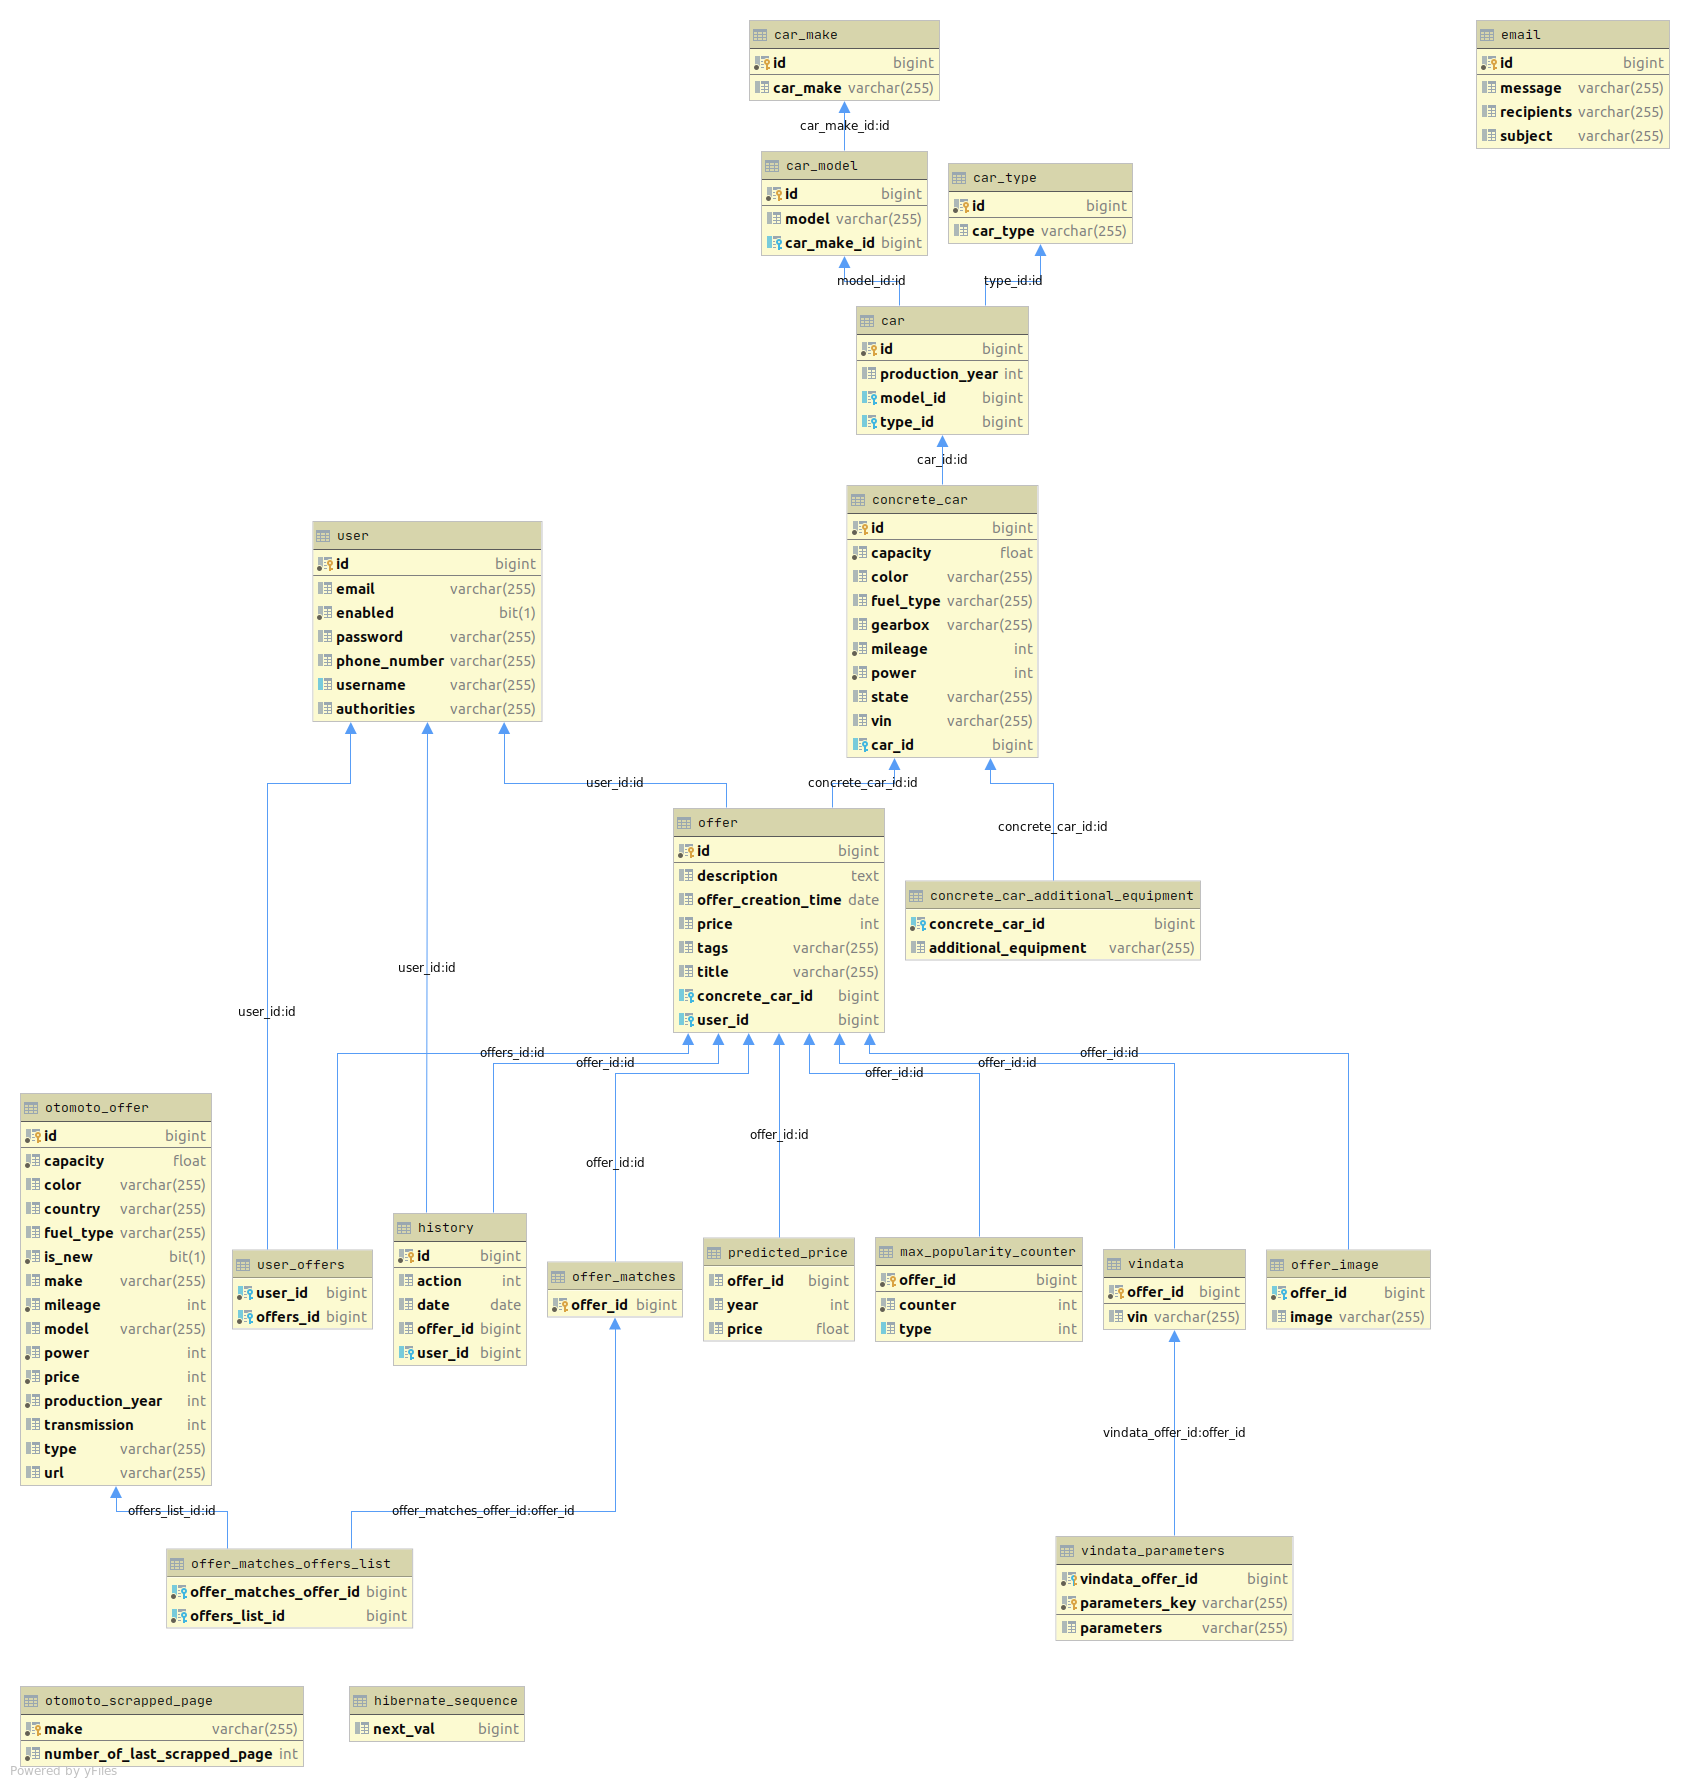 car_make
id bigint
car_make varchar(255)
email
id bigint
message varchar(255)
recipients varchar(255)
subject varchar(255)
car_make_id:id
car_model
id bigint
model varchar(255)
car_make_id bigint
car_type
id bigint
car_type varchar(255)
model_id:id
type_id:id
car
id bigint
production_year int
model_id bigint
type_id bigint
car_id:id
concrete_car
id bigint
capacity float
color varchar(255)
fuel_type varchar(255)
gearbox varchar(255)
mileage int
power int
state varchar(255)
vin varchar(255)
car_id bigint
user
id bigint
email varchar(255)
enabled bit(1)
password varchar(255)
phone_number varchar(255)
username varchar(255)
authorities varchar(255)
user_id:id
concrete_car_id:id
concrete_car_id:id
offer
id bigint
description text
offer_creation_time date
price int
tags varchar(255)
title varchar(255)
concrete_car_id bigint
user_id bigint
concrete_car_additional_equipment
concrete_car_id bigint
additional_equipment varchar(255)
user_id:id
user_id:id
offers_id:id
offer_id:id
offer_id:id
offer_id:id
offer_id:id
offer_id:id
offer_id:id
otomoto_offer
id bigint
capacity float
color varchar(255)
country varchar(255)
fuel_type varchar(255)
is_new bit(1)
make varchar(255)
mileage int
model varchar(255)
power int
price int
production_year int
transmission int
type varchar(255)
url varchar(255)
user_offers
user_id bigint
offers_id bigint
history
id bigint
action int
date date
offer_id bigint
user_id bigint
offer_matches
offer_id bigint
predicted_price
offer_id bigint
year int
price float
max_popularity_counter
offer_id bigint
counter int
type int
vindata
offer_id bigint
vin varchar(255)
offer_image
offer_id bigint
image varchar(255)
vindata_offer_id:offer_id
offers_list_id:id
offer_matches_offer_id:offer_id
offer_matches_offers_list
offer_matches_offer_id bigint
offers_list_id bigint
vindata_parameters
vindata_offer_id bigint
parameters_key varchar(255)
parameters varchar(255)
otomoto_scrapped_page
make varchar(255)
number_of_last_scrapped_page int
hibernate_sequence
next_val bigint
Powered by yFiles